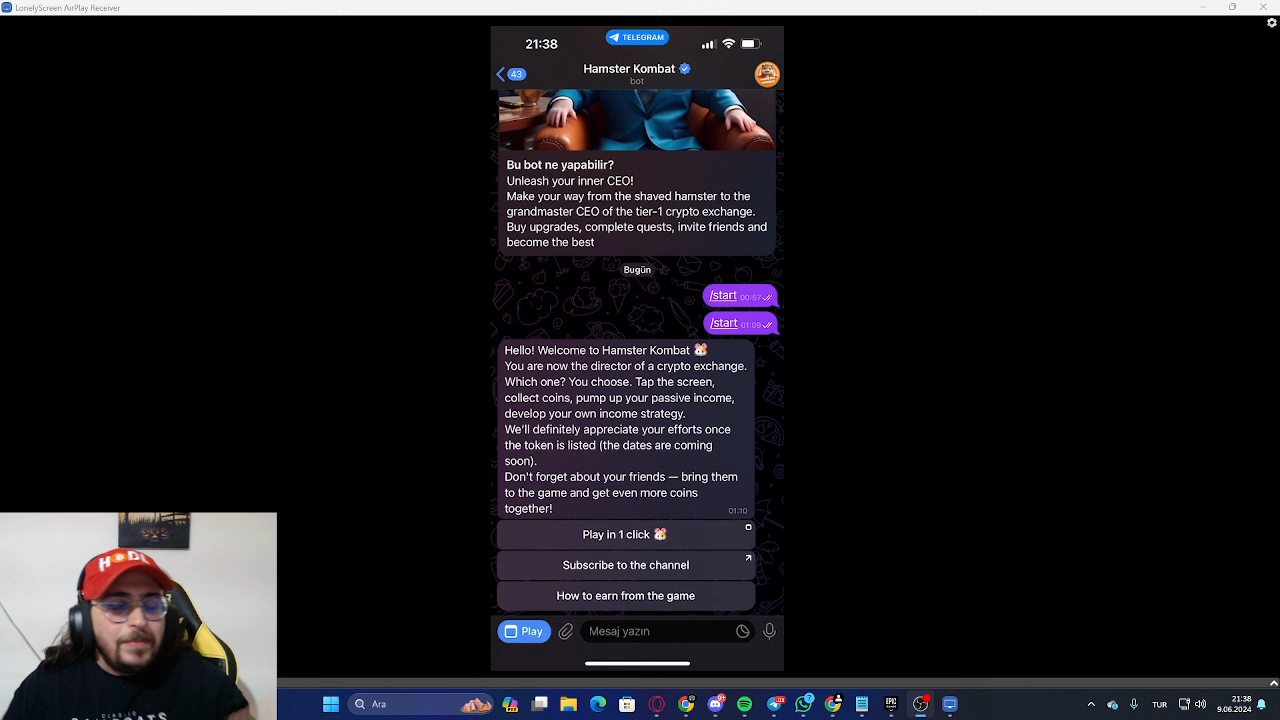 LonelyScreen AirPlay Receiver
21:38
TELEGRAM
43
Hamster Kombat
bot
Bu bot ne yapabilir?
Unleash your inner CEO!
Make your way from the shaved hamster to the
grandmaster CEO of the tier-1 crypto exchange.
Buy upgrades, complete quests, invite friends and
become the best
Bugün
/start 00:57
/start 01:09
Hello! Welcome to Hamster Kombat
You are now the director of a crypto exchange.
Which one? You choose. Tap the screen,
collect coins, pump up your passive income,
develop your own income strategy.
We'll definitely appreciate your efforts once
the token is listed (the dates are coming
soon).
Don't forget about your friends — bring them
to the game and get even more coins
together!
01:10
Play in 1 click
Subscribe to the channel
How to earn from the game
Play
Mesaj yazın
Ara
TUR
21:38
9.6.2024